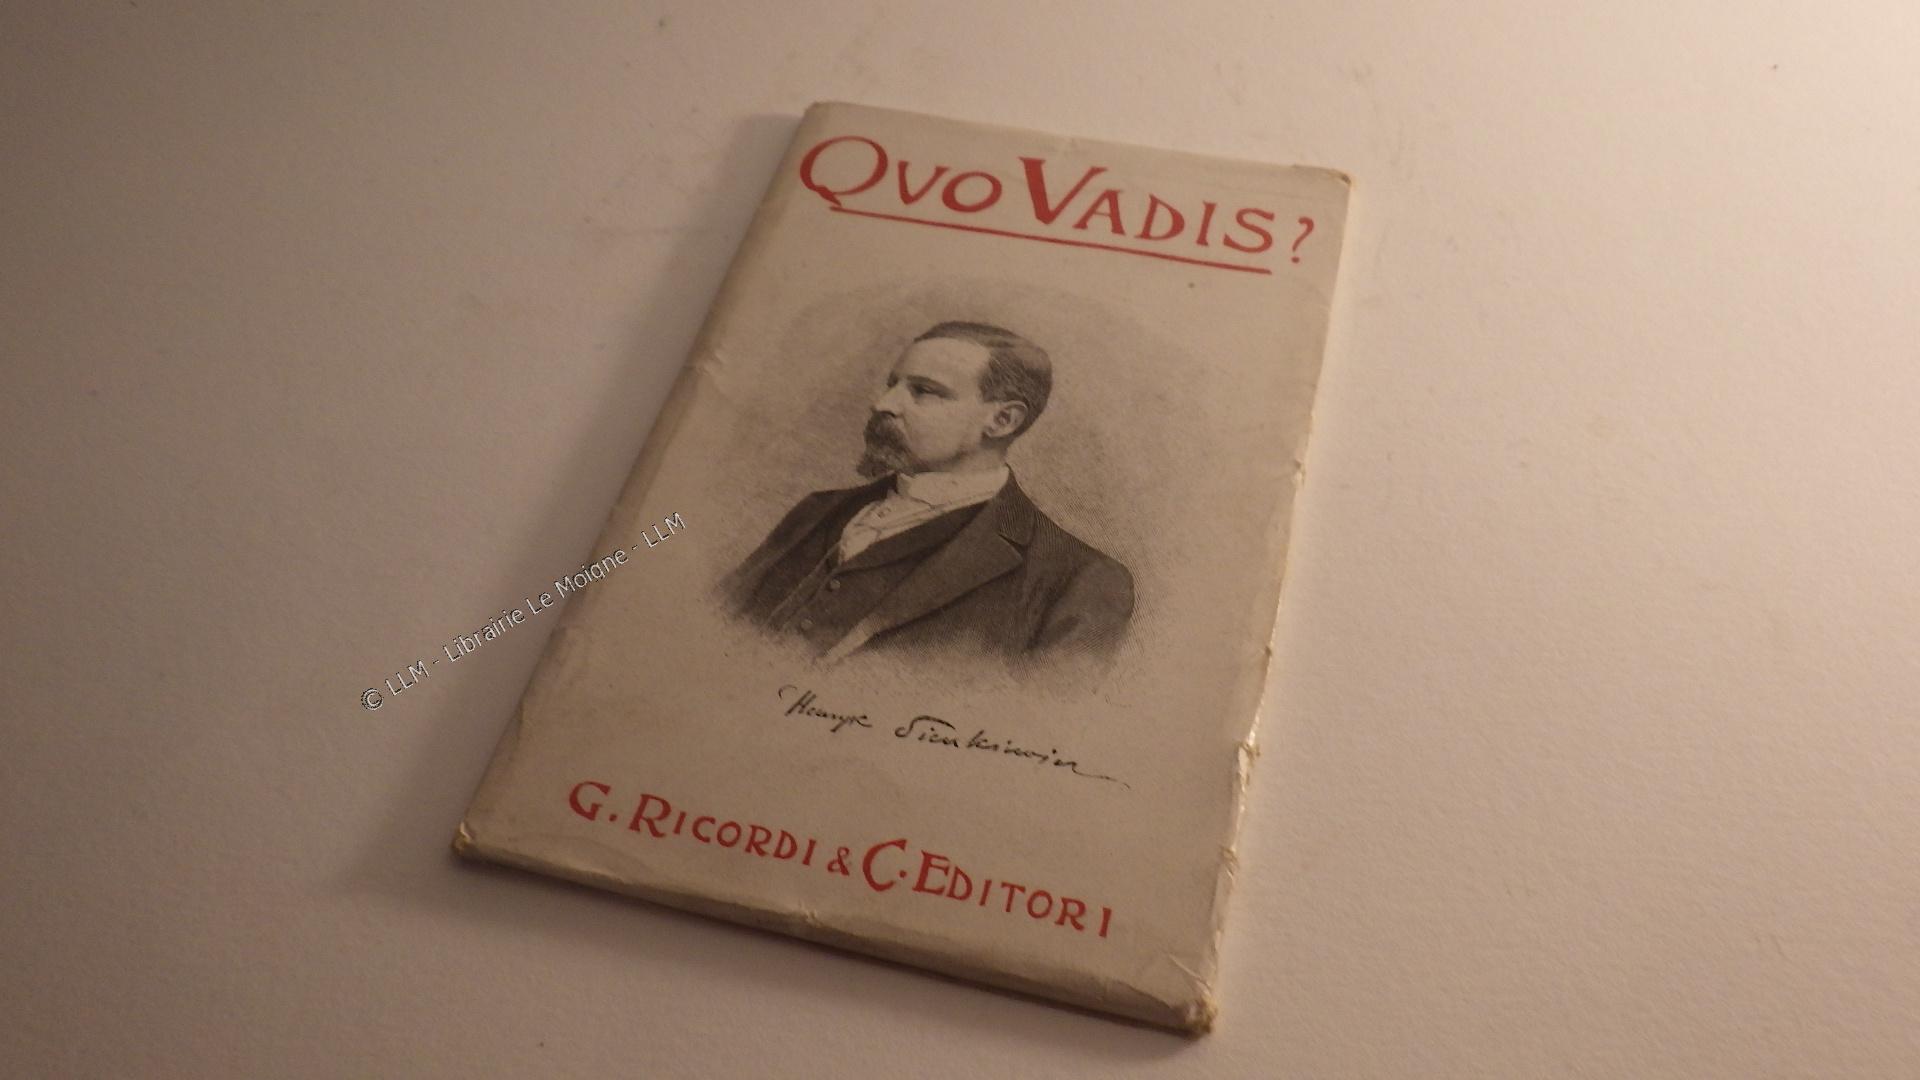 QVO VADIS?
Henryk Sienkiewicz
G. RICORDI & C. EDITORI
© LLM - Librairie Le Moigne - LLM